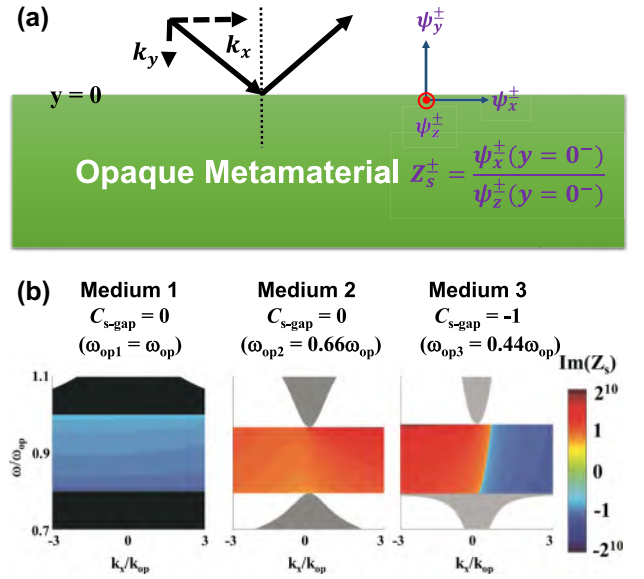 (a)
k_x
k_y
ψ_y^±
y = 0
ψ_x^±
ψ_z^±
Opaque Metamaterial
Z_s^± = ψ_x^±(y = 0⁻) / ψ_z^±(y = 0⁻)
(b)
Medium 1 Medium 2 Medium 3
C_s-gap = 0 C_s-gap = 0 C_s-gap = -1
(ω_op1 = ω_op) (ω_op2 = 0.66ω_op) (ω_op3 = 0.44ω_op)
Im(Z_s)
1.1
0.9
0.7
ω/ω_op
2^10
1
0
-1
-2^10
-3 0 3 -3 0 3 -3 0 3
k_x/k_op k_x/k_op k_x/k_op